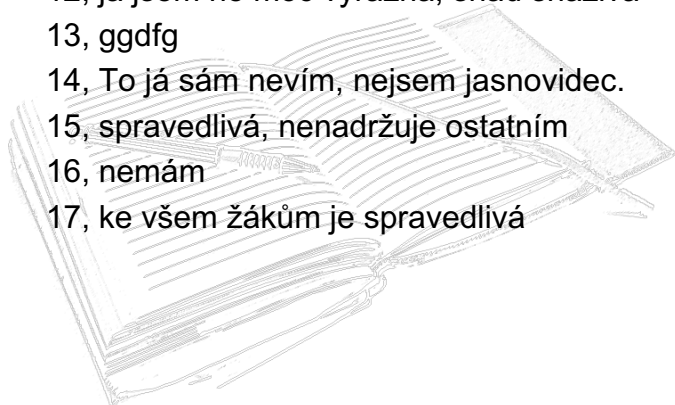 13, ggdfg
14, To já sám nevím, nejsem jasnovidec.
15, spravedlivá, nenadržuje ostatním
16, nemám
17, ke všem žákům je spravedlivá